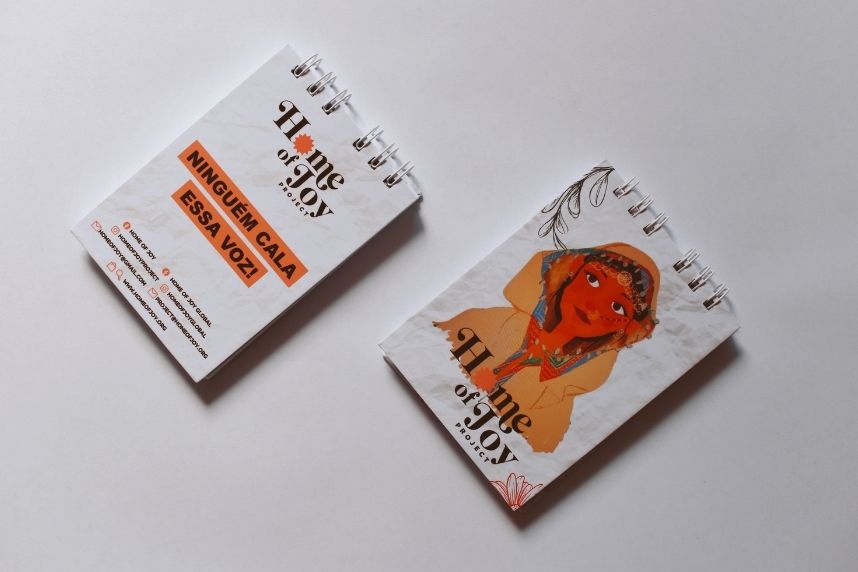 Home
of Joy
PROJECT
NINGUÉM CALA
ESSA VOZ!
HOME OF JOY
HOMEOFJOYPROJECT
HOMEOFJOY@GMAIL.COM
WWW.HOMEOFJOY.ORG
HOME OF JOY GLOBAL
HOMEOFJOYGLOBAL
PROJECT@HOMEOFJOY.ORG
Home
of Joy
PROJECT